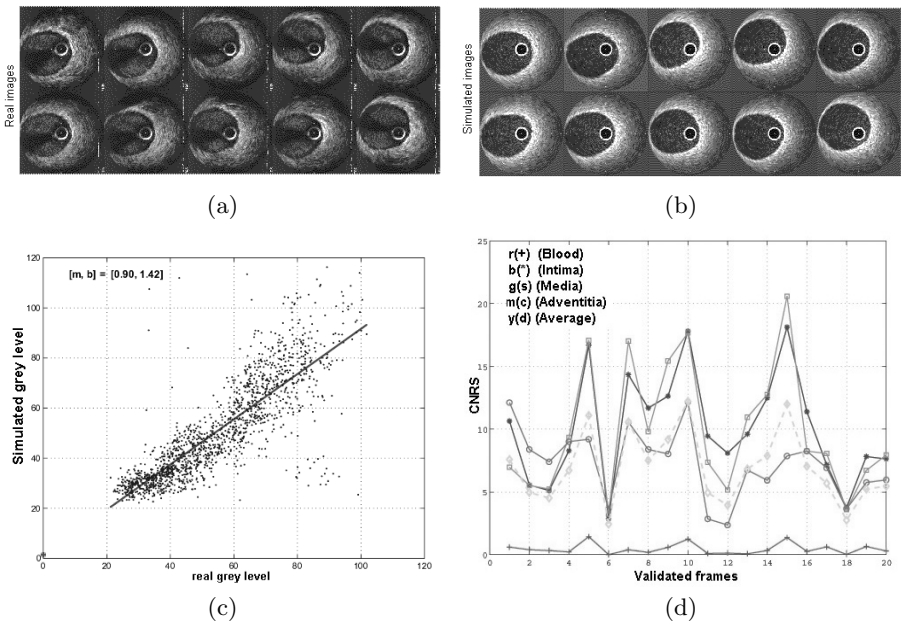 Real images
Simulated images
(a)
(b)
120
100
80
60
40
20
0
[m, b] = [0.90, 1.42]
Simulated grey level
0
20
40
60
80
100
120
real grey level
(c)
25
20
15
10
5
0
r(+) (Blood)
b(*) (Intima)
g(s) (Media)
m(c) (Adventitia)
y(d) (Average)
CNRS
0
2
4
6
8
10
12
14
16
18
20
Validated frames
(d)